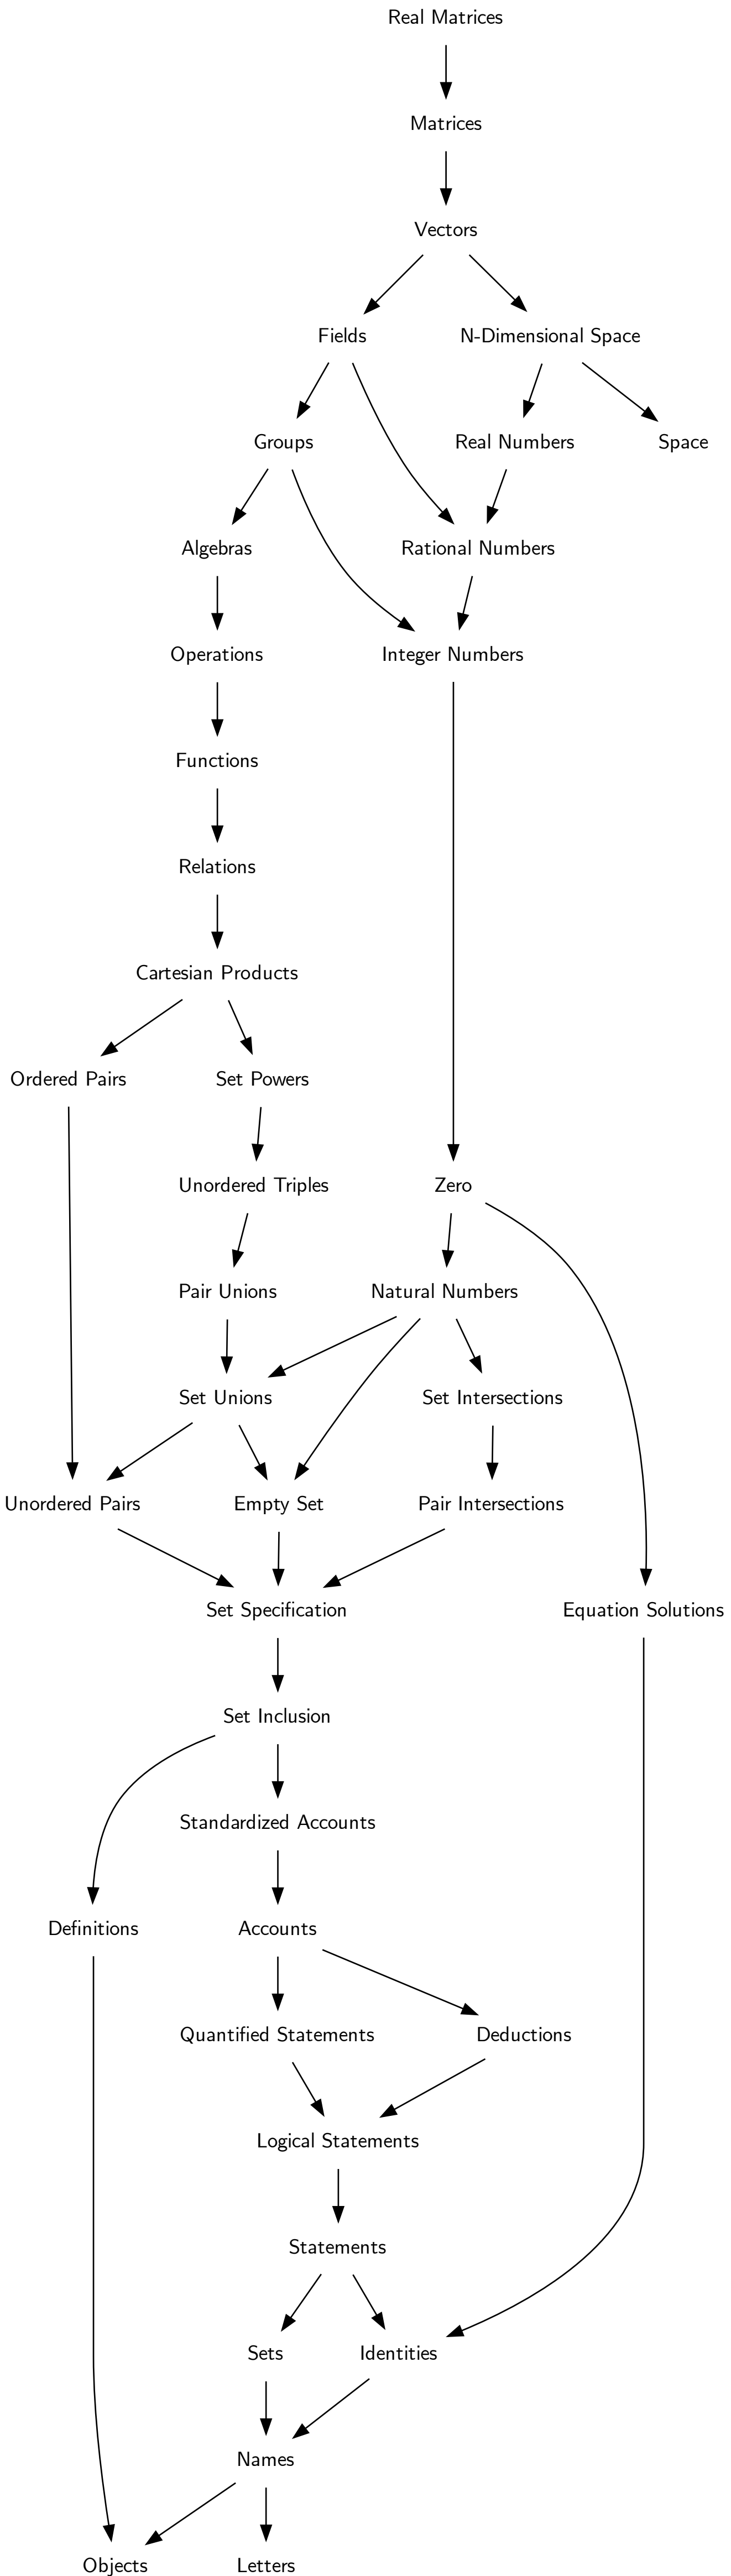 Real Matrices
Matrices
Vectors
Fields
N-Dimensional Space
Groups
Real Numbers
Space
Algebras
Rational Numbers
Operations
Integer Numbers
Functions
Relations
Cartesian Products
Ordered Pairs
Set Powers
Unordered Triples
Zero
Pair Unions
Natural Numbers
Set Unions
Set Intersections
Unordered Pairs
Empty Set
Pair Intersections
Set Specification
Equation Solutions
Set Inclusion
Standardized Accounts
Definitions
Accounts
Quantified Statements
Deductions
Logical Statements
Statements
Sets
Identities
Names
Objects
Letters